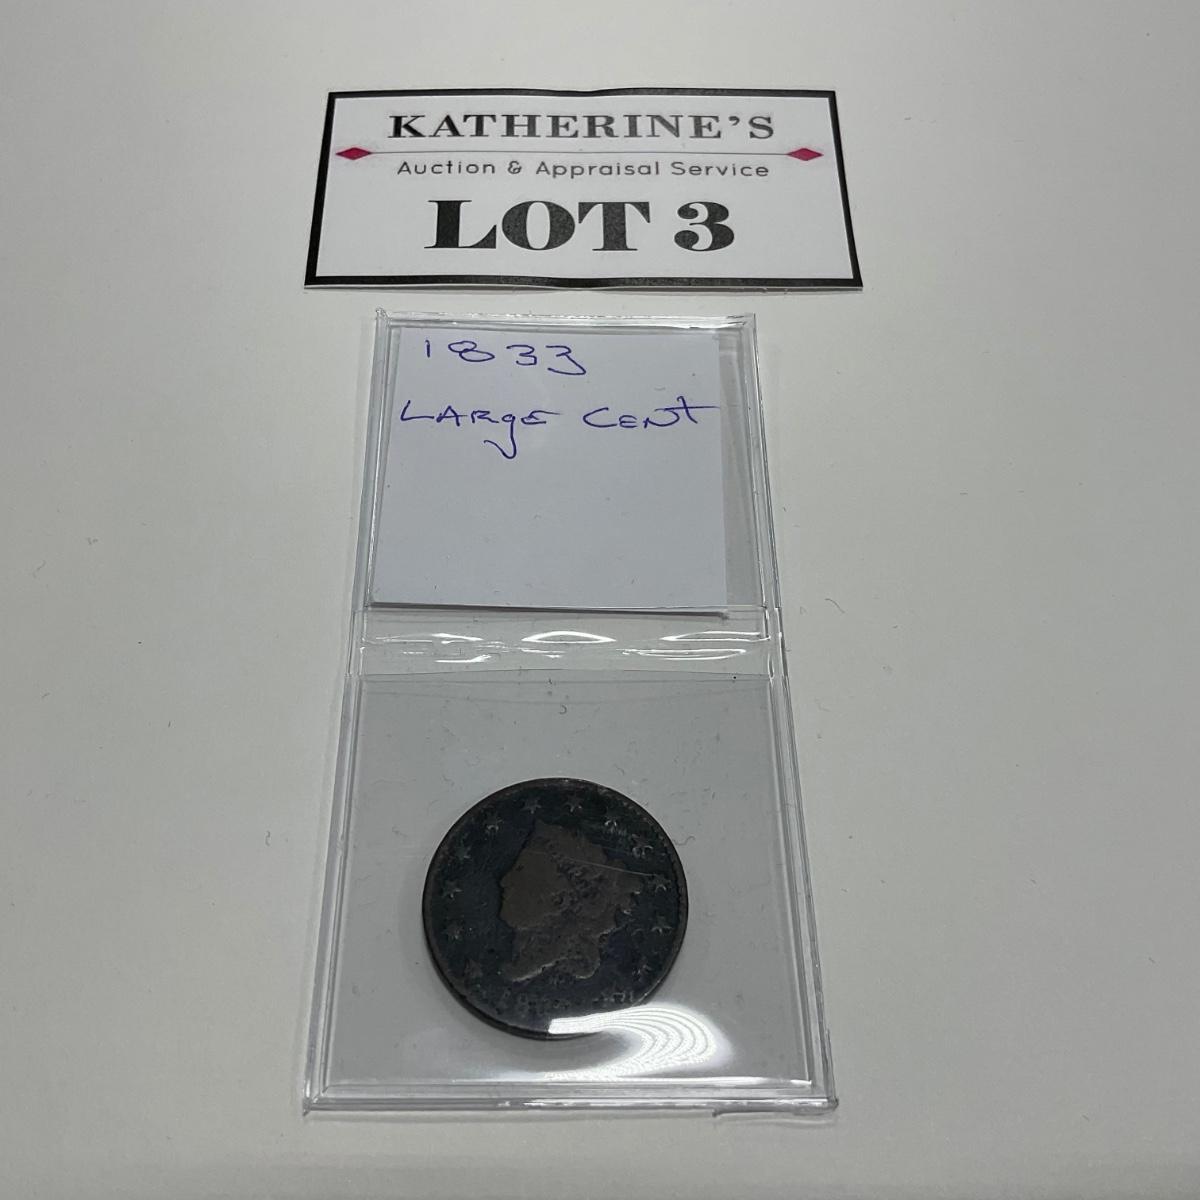 KATHERINE'S
Auction & Appraisal Service
LOT 3
1833
LARgE CENT